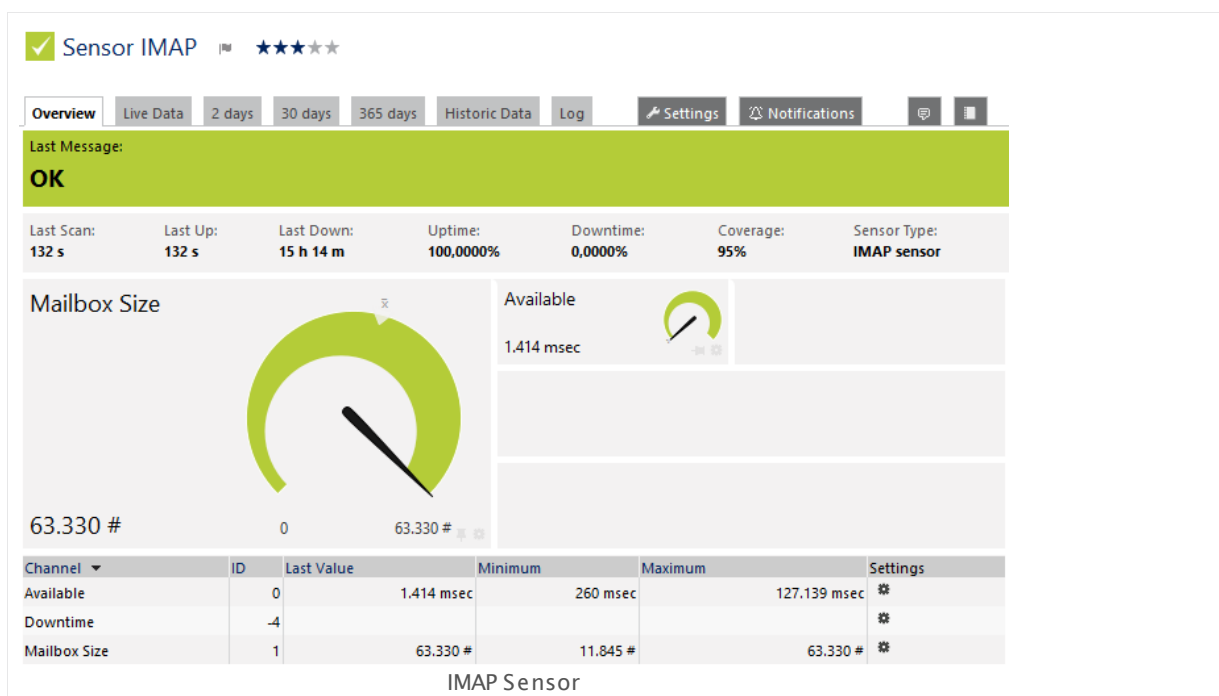 Sensor IMAP
Overview Live Data 2 days 30 days 365 days Historic Data Log Settings Notifications
Last Message:
OK
Last Scan: Last Up: Last Down: Uptime: Downtime: Coverage: Sensor Type:
132 s 132 s 15 h 14 m 100,0000% 0,0000% 95% IMAP sensor
Mailbox Size
x̄
63.330 # 0 63.330 #
Available
1.414 msec
Channel ID Last Value Minimum Maximum Settings
Available 0 1.414 msec 260 msec 127.139 msec
Downtime -4
Mailbox Size 1 63.330 # 11.845 # 63.330 #
IMAP Sensor